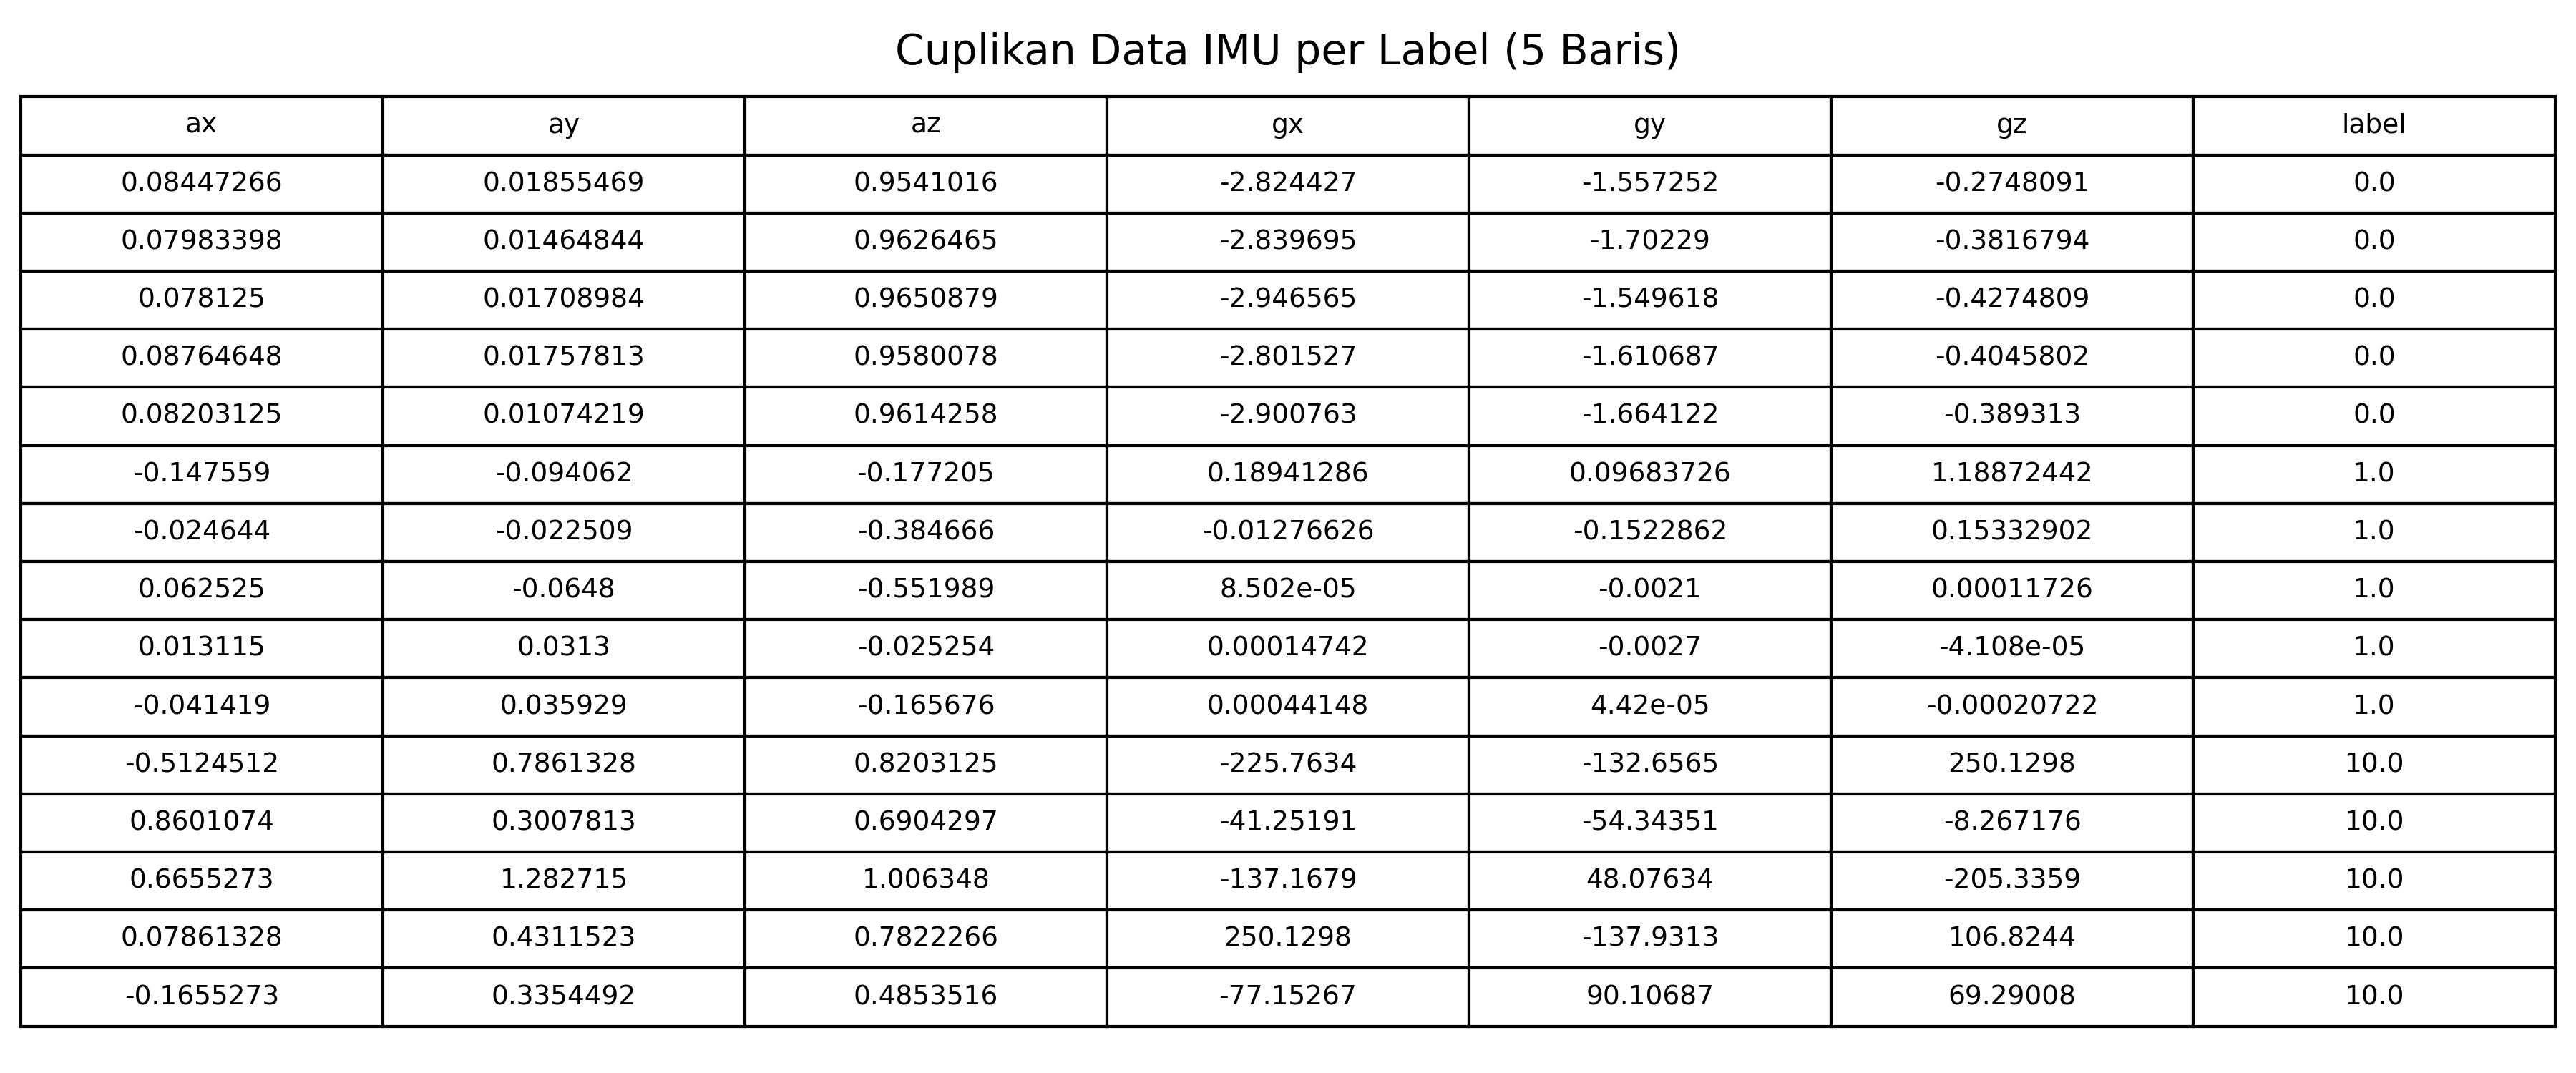 Cuplikan Data IMU per Label (5 Baris)
ax ay az gx gy gz label
0.08447266 0.01855469 0.9541016 -2.824427 -1.557252 -0.2748091 0.0
0.07983398 0.01464844 0.9626465 -2.839695 -1.70229 -0.3816794 0.0
0.078125 0.01708984 0.9650879 -2.946565 -1.549618 -0.4274809 0.0
0.08764648 0.01757813 0.9580078 -2.801527 -1.610687 -0.4045802 0.0
0.08203125 0.01074219 0.9614258 -2.900763 -1.664122 -0.389313 0.0
-0.147559 -0.094062 -0.177205 0.18941286 0.09683726 1.18872442 1.0
-0.024644 -0.022509 -0.384666 -0.01276626 -0.1522862 0.15332902 1.0
0.062525 -0.0648 -0.551989 8.502e-05 -0.0021 0.00011726 1.0
0.013115 0.0313 -0.025254 0.00014742 -0.0027 -4.108e-05 1.0
-0.041419 0.035929 -0.165676 0.00044148 4.42e-05 -0.00020722 1.0
-0.5124512 0.7861328 0.8203125 -225.7634 -132.6565 250.1298 10.0
0.8601074 0.3007813 0.6904297 -41.25191 -54.34351 -8.267176 10.0
0.6655273 1.282715 1.006348 -137.1679 48.07634 -205.3359 10.0
0.07861328 0.4311523 0.7822266 250.1298 -137.9313 106.8244 10.0
-0.1655273 0.3354492 0.4853516 -77.15267 90.10687 69.29008 10.0